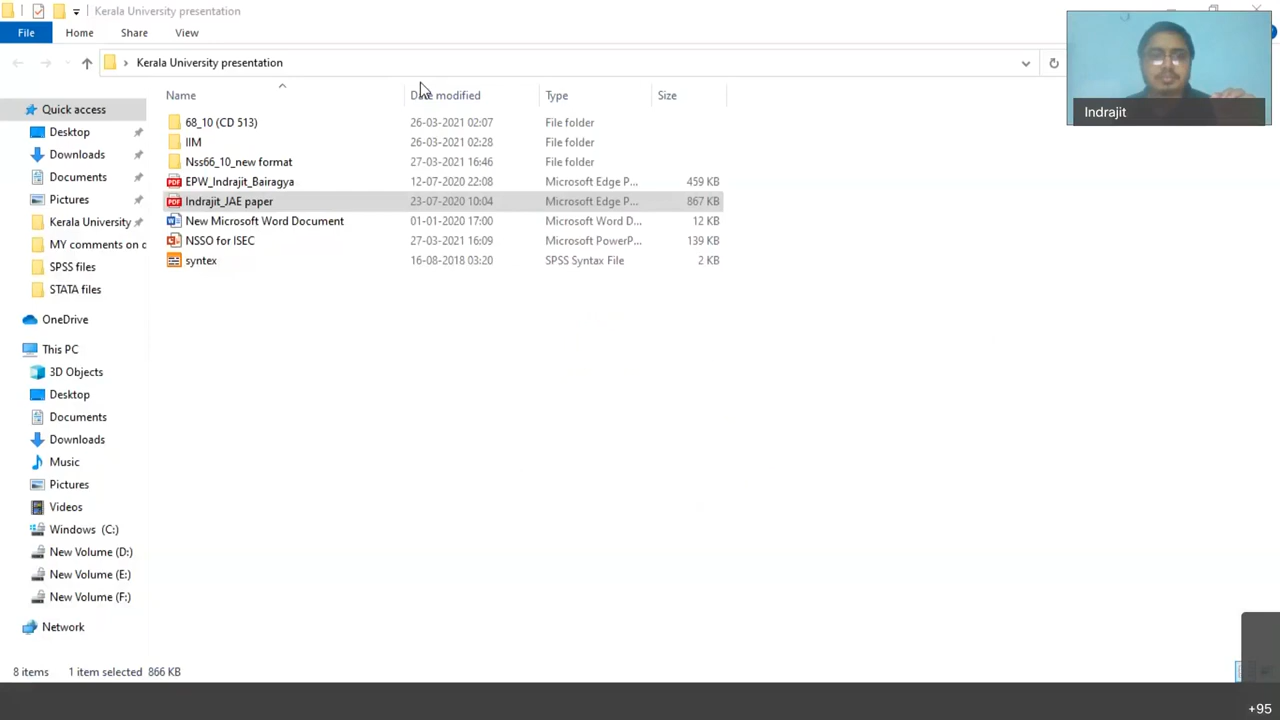 Kerala University presentation
File Home Share View
Kerala University presentation
Indrajit
Name Date modified Type Size
Quick access
Desktop
Downloads
Documents
Pictures
Kerala University
MY comments on c
SPSS files
STATA files
OneDrive
This PC
3D Objects
Desktop
Documents
Downloads
Music
Pictures
Videos
Windows (C:)
New Volume (D:)
New Volume (E:)
New Volume (F:)
Network
68_10 (CD 513) 26-03-2021 02:07 File folder
IIM 26-03-2021 02:28 File folder
Nss66_10_new format 27-03-2021 16:46 File folder
EPW_Indrajit_Bairagya 12-07-2020 22:08 Microsoft Edge P... 459 KB
Indrajit_JAE paper 23-07-2020 10:04 Microsoft Edge P... 867 KB
New Microsoft Word Document 01-01-2020 17:00 Microsoft Word D... 12 KB
NSSO for ISEC 27-03-2021 16:09 Microsoft PowerP... 139 KB
syntex 16-08-2018 03:20 SPSS Syntax File 2 KB
8 items 1 item selected 866 KB
+95